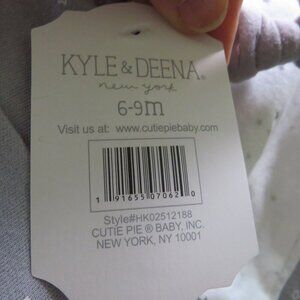 KYLE & DEENA®
new york
6-9m
Visit us at: www.cutiepiebaby.com
1 91655 07062 0
Style#HK02512188
CUTIE PIE ® BABY, INC.
NEW YORK, NY 10001